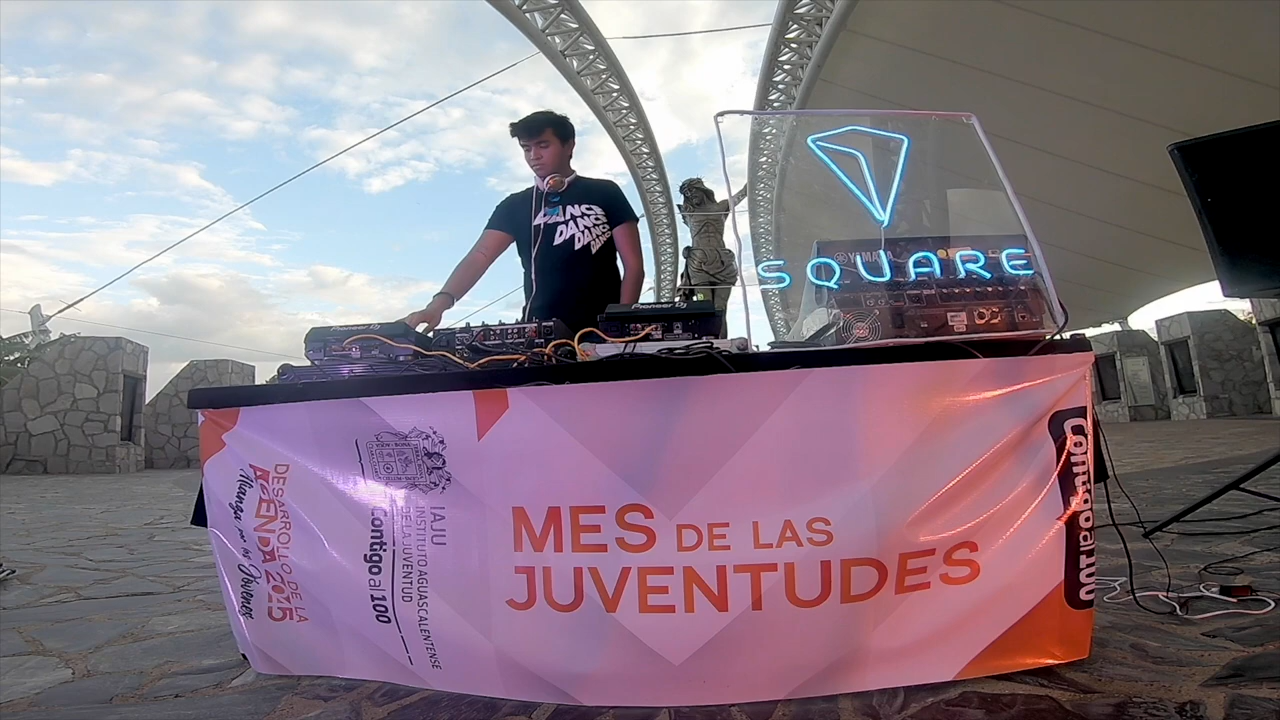 DANCE
DANCE
DANCE
DANCE
Pioneer Dj
Pioneer Dj
YAMAHA
SQUARE
DESARROLLO DE LA
AGENDA 2025
IAJU
INSTITUTO AGUASCALENTENSE
DE LA JUVENTUD
Contigo al 100
MES DE LAS
JUVENTUDES
Contigo al 100